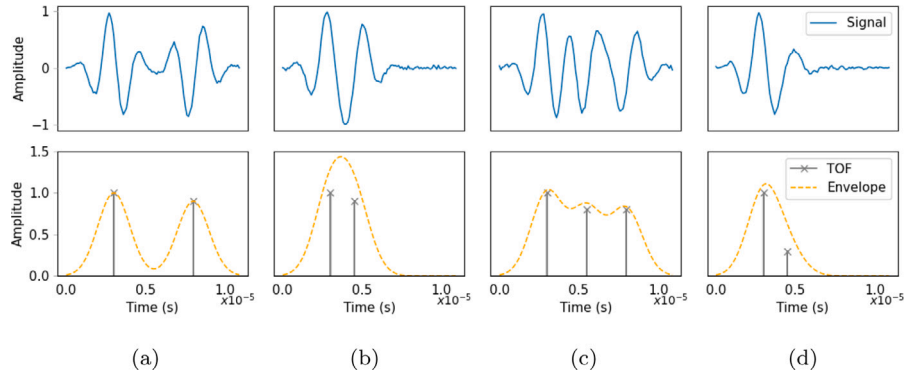 Amplitude
1
0
−1
Signal
Amplitude
1.5
1.0
0.5
0.0
TOF
Envelope
0.0 0.5 1.0
x10⁻⁵
Time (s)
0.0 0.5 1.0
x10⁻⁵
Time (s)
0.0 0.5 1.0
x10⁻⁵
Time (s)
0.0 0.5 1.0
x10⁻⁵
Time (s)
(a) (b) (c) (d)